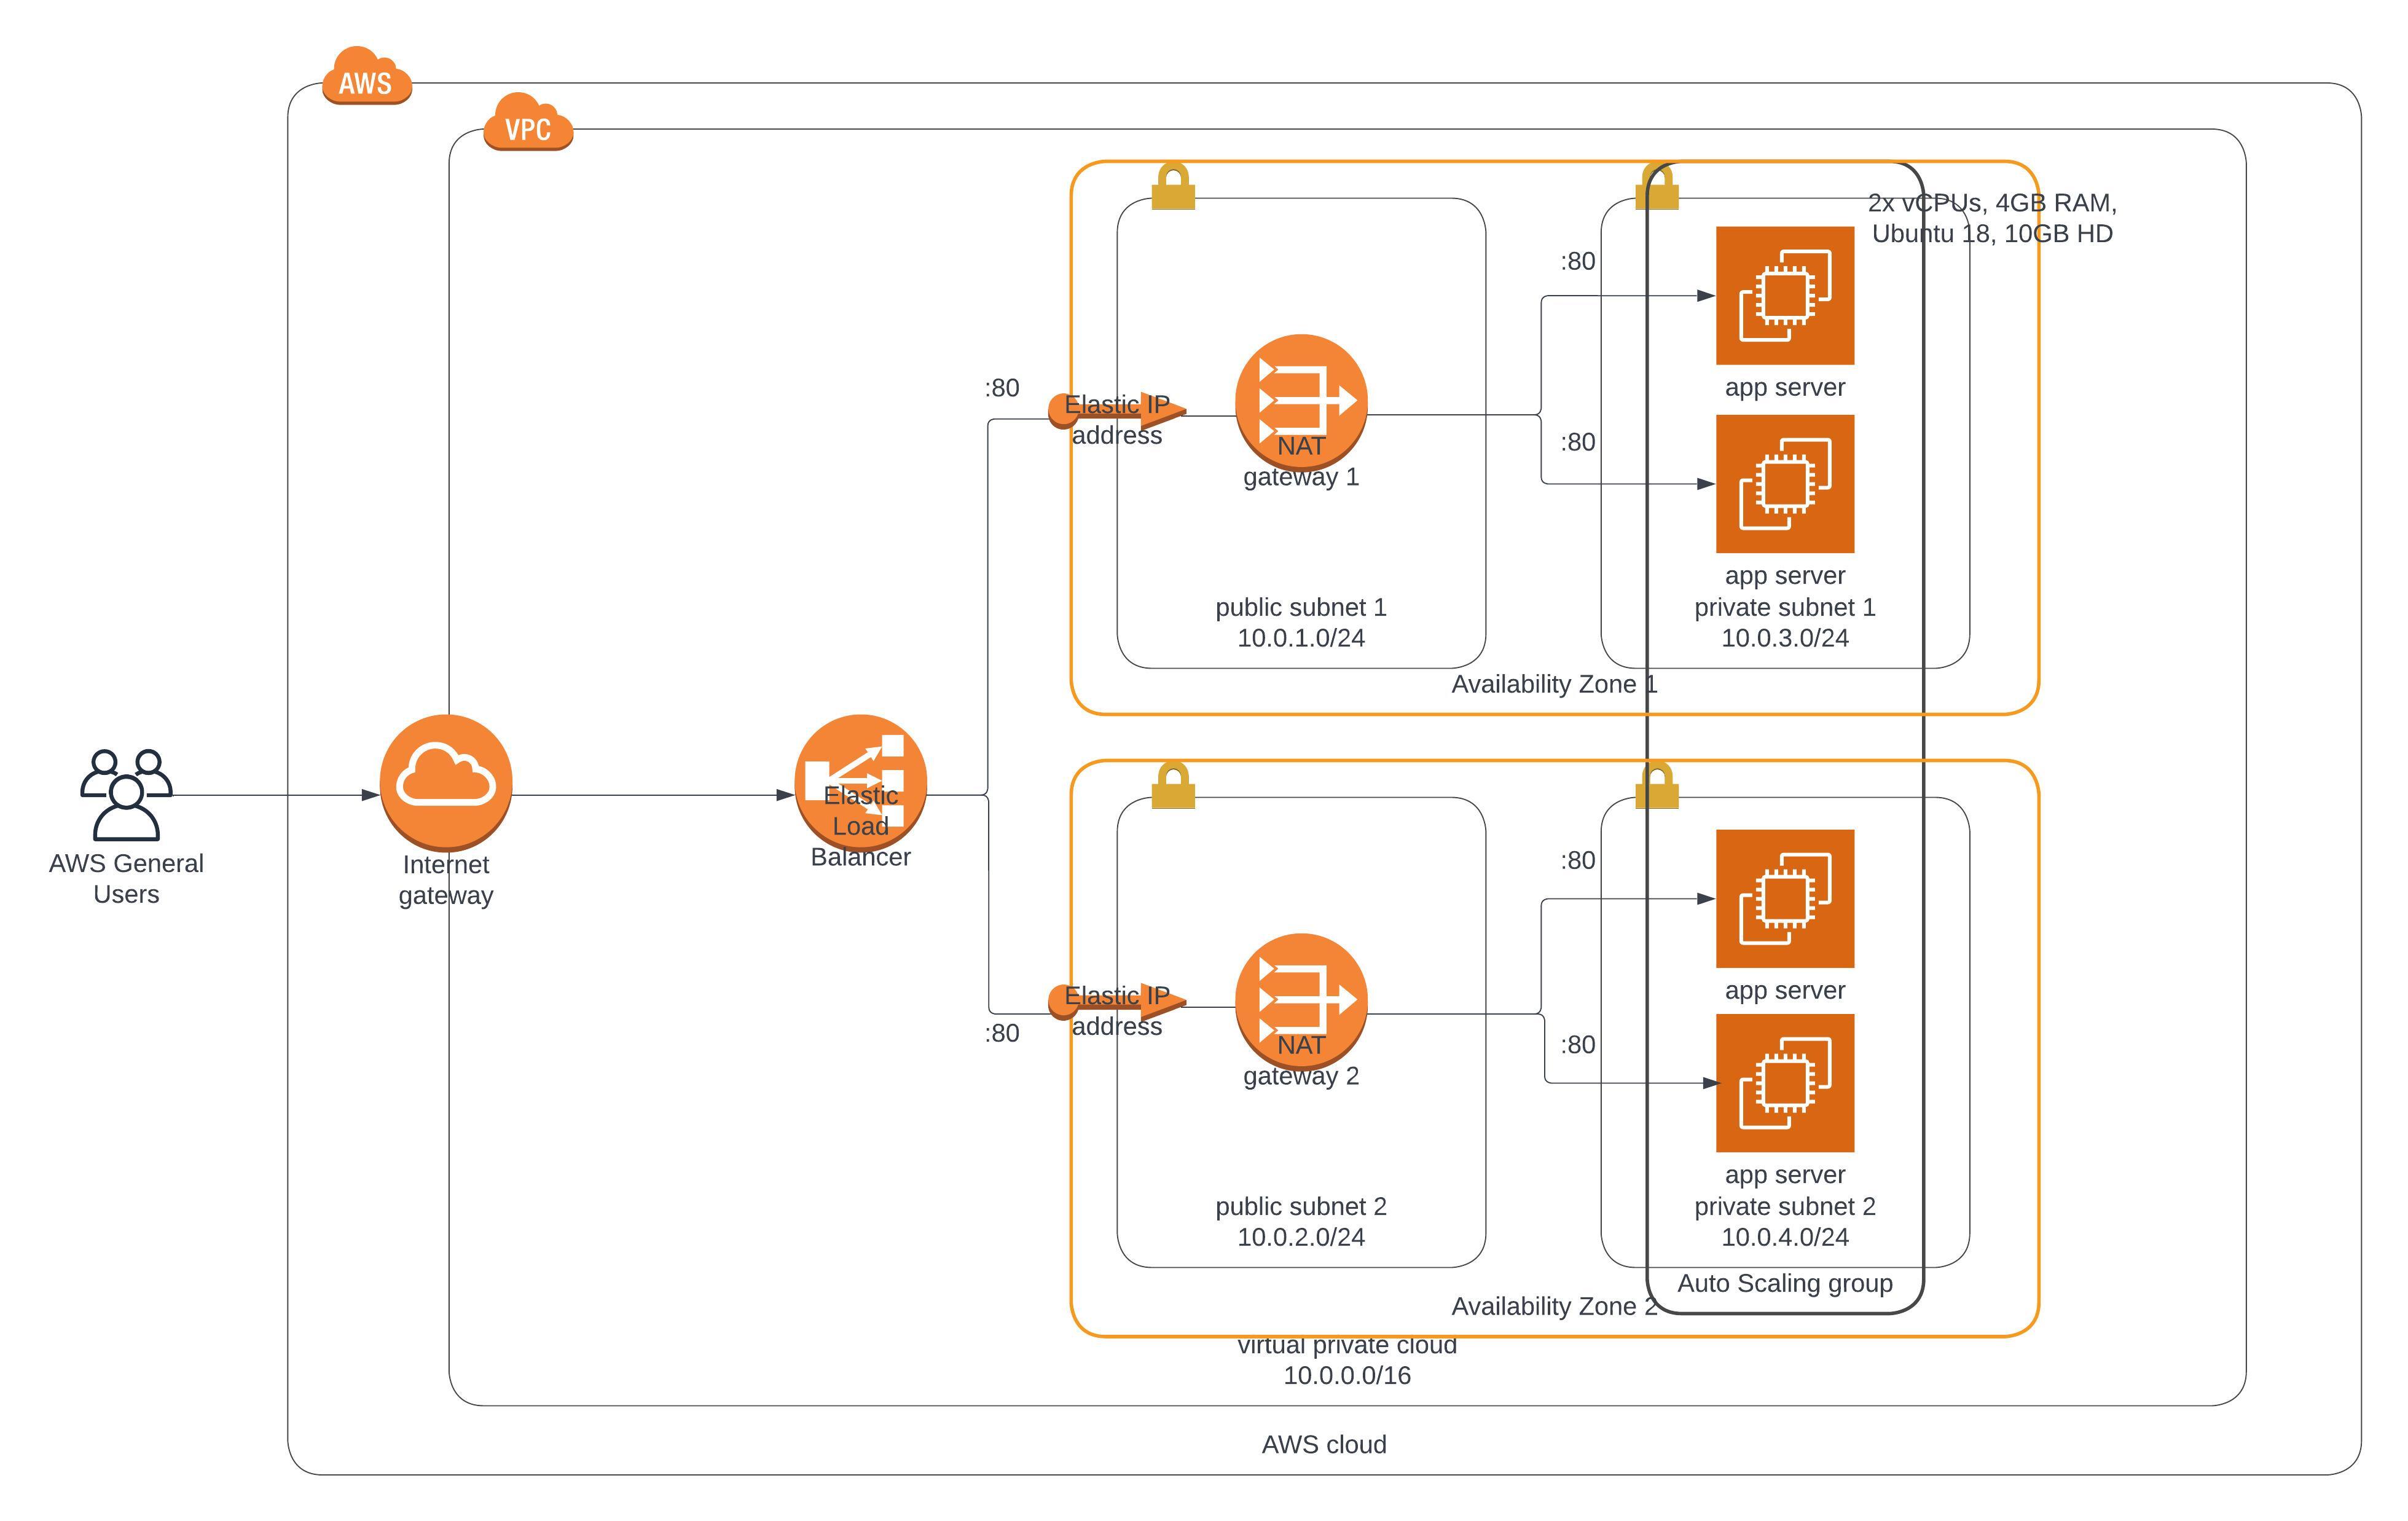 AWS
VPC
2x vCPUs, 4GB RAM,
Ubuntu 18, 10GB HD
:80
app server
:80
Elastic IP
address
:80
NAT
gateway 1
app server
public subnet 1
10.0.1.0/24
private subnet 1
10.0.3.0/24
Availability Zone 1
AWS General
Users
Internet
gateway
Elastic
Load
Balancer
:80
app server
:80
Elastic IP
address
:80
NAT
gateway 2
app server
public subnet 2
10.0.2.0/24
private subnet 2
10.0.4.0/24
Auto Scaling group
Availability Zone 2
virtual private cloud
10.0.0.0/16
AWS cloud